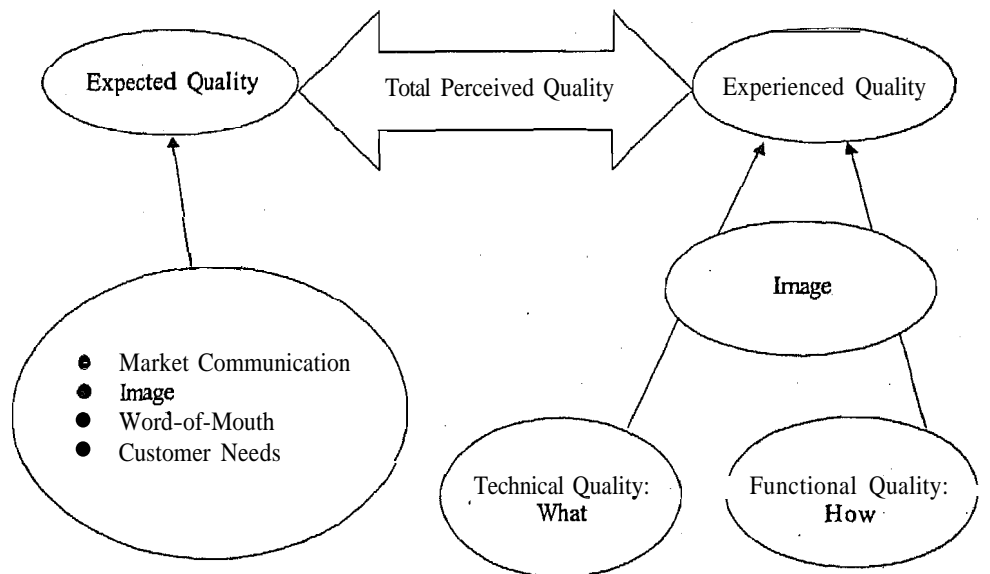 Expected Quality
Total Perceived Quality
Experienced Quality
Image
● Market Communication
● Image
● Word-of-Mouth
● Customer Needs
Technical Quality:
What
Functional Quality:
How